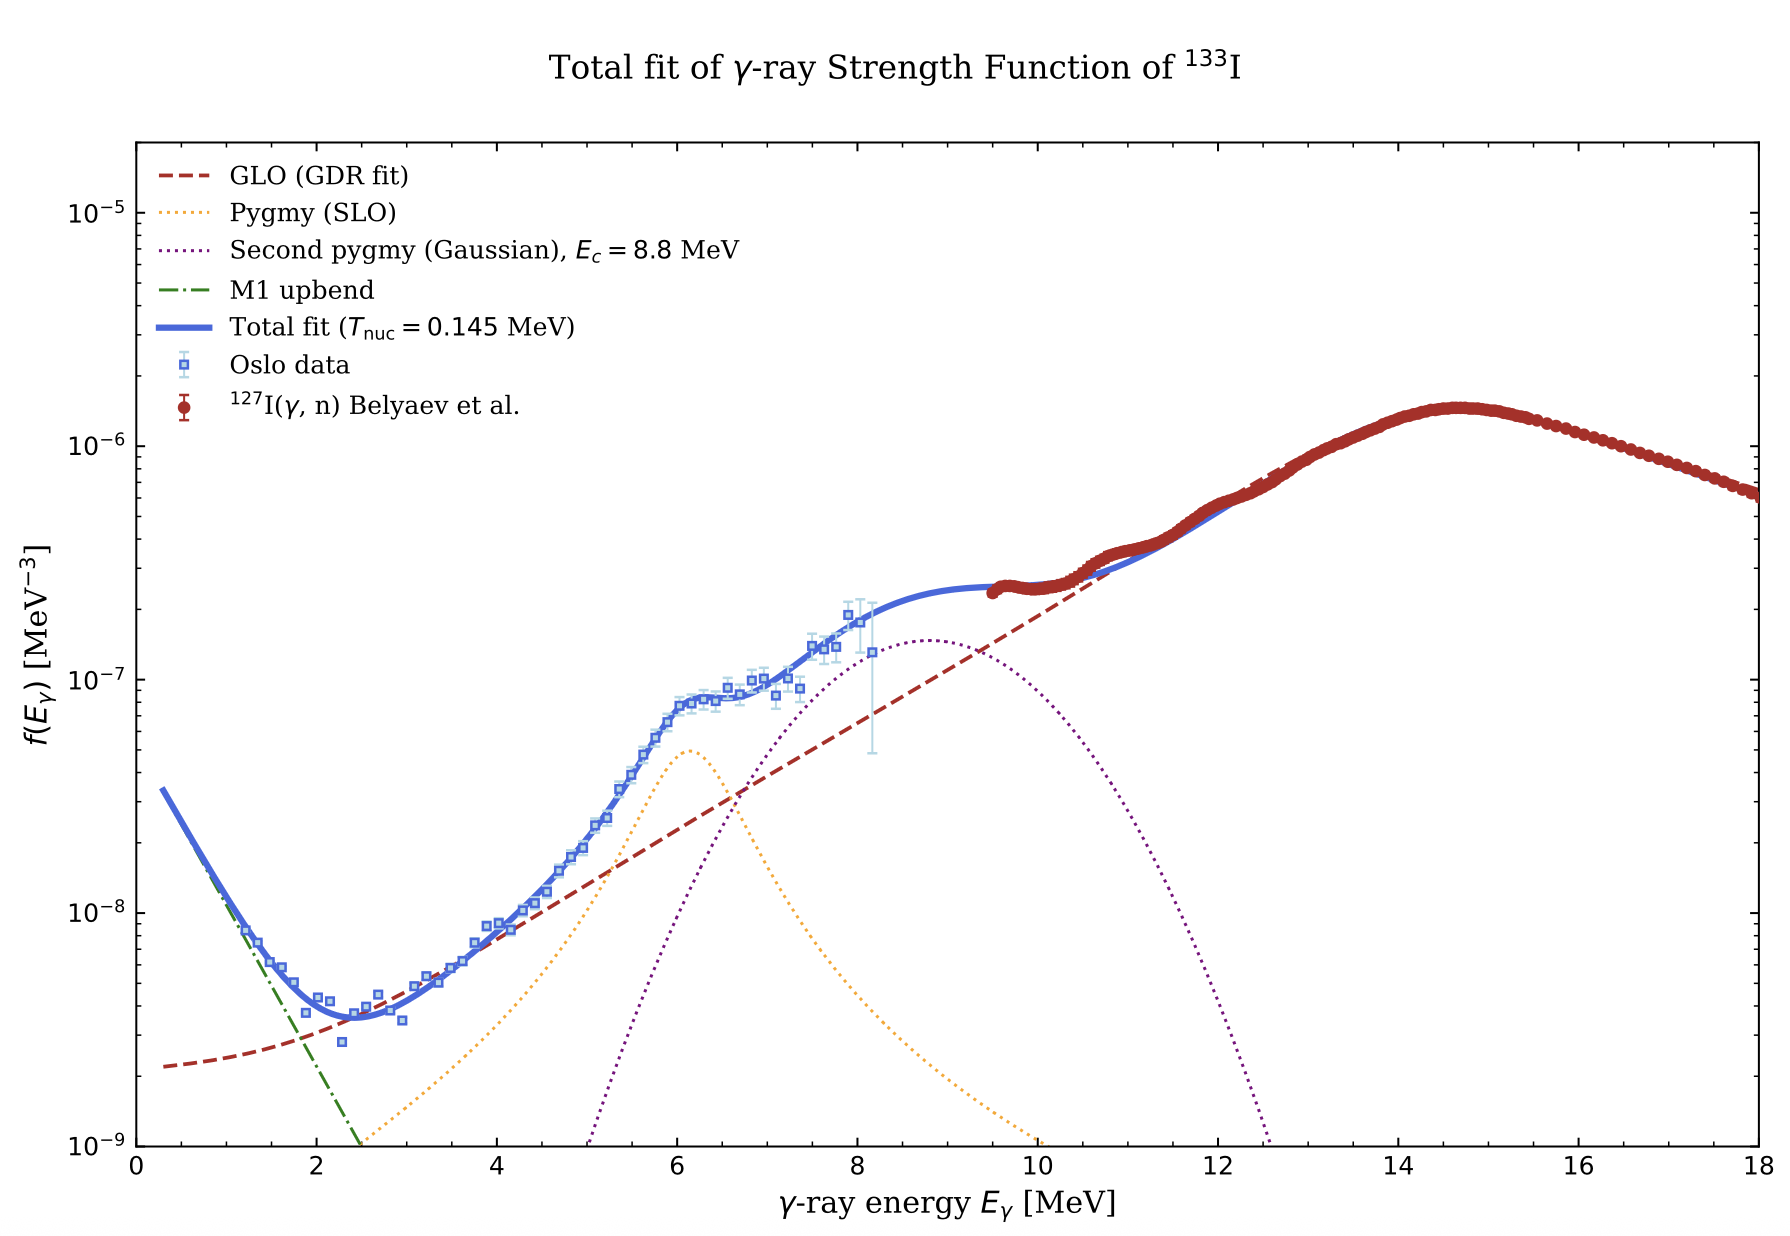 Total fit of γ-ray Strength Function of ¹³³I
GLO (GDR fit)
Pygmy (SLO)
Second pygmy (Gaussian), E_c = 8.8 MeV
M1 upbend
Total fit (T_nuc = 0.145 MeV)
Oslo data
¹²⁷I(γ, n) Belyaev et al.
10⁻⁵
10⁻⁶
10⁻⁷
10⁻⁸
10⁻⁹
f(E_γ) [MeV⁻³]
0 2 4 6 8 10 12 14 16 18
γ-ray energy E_γ [MeV]